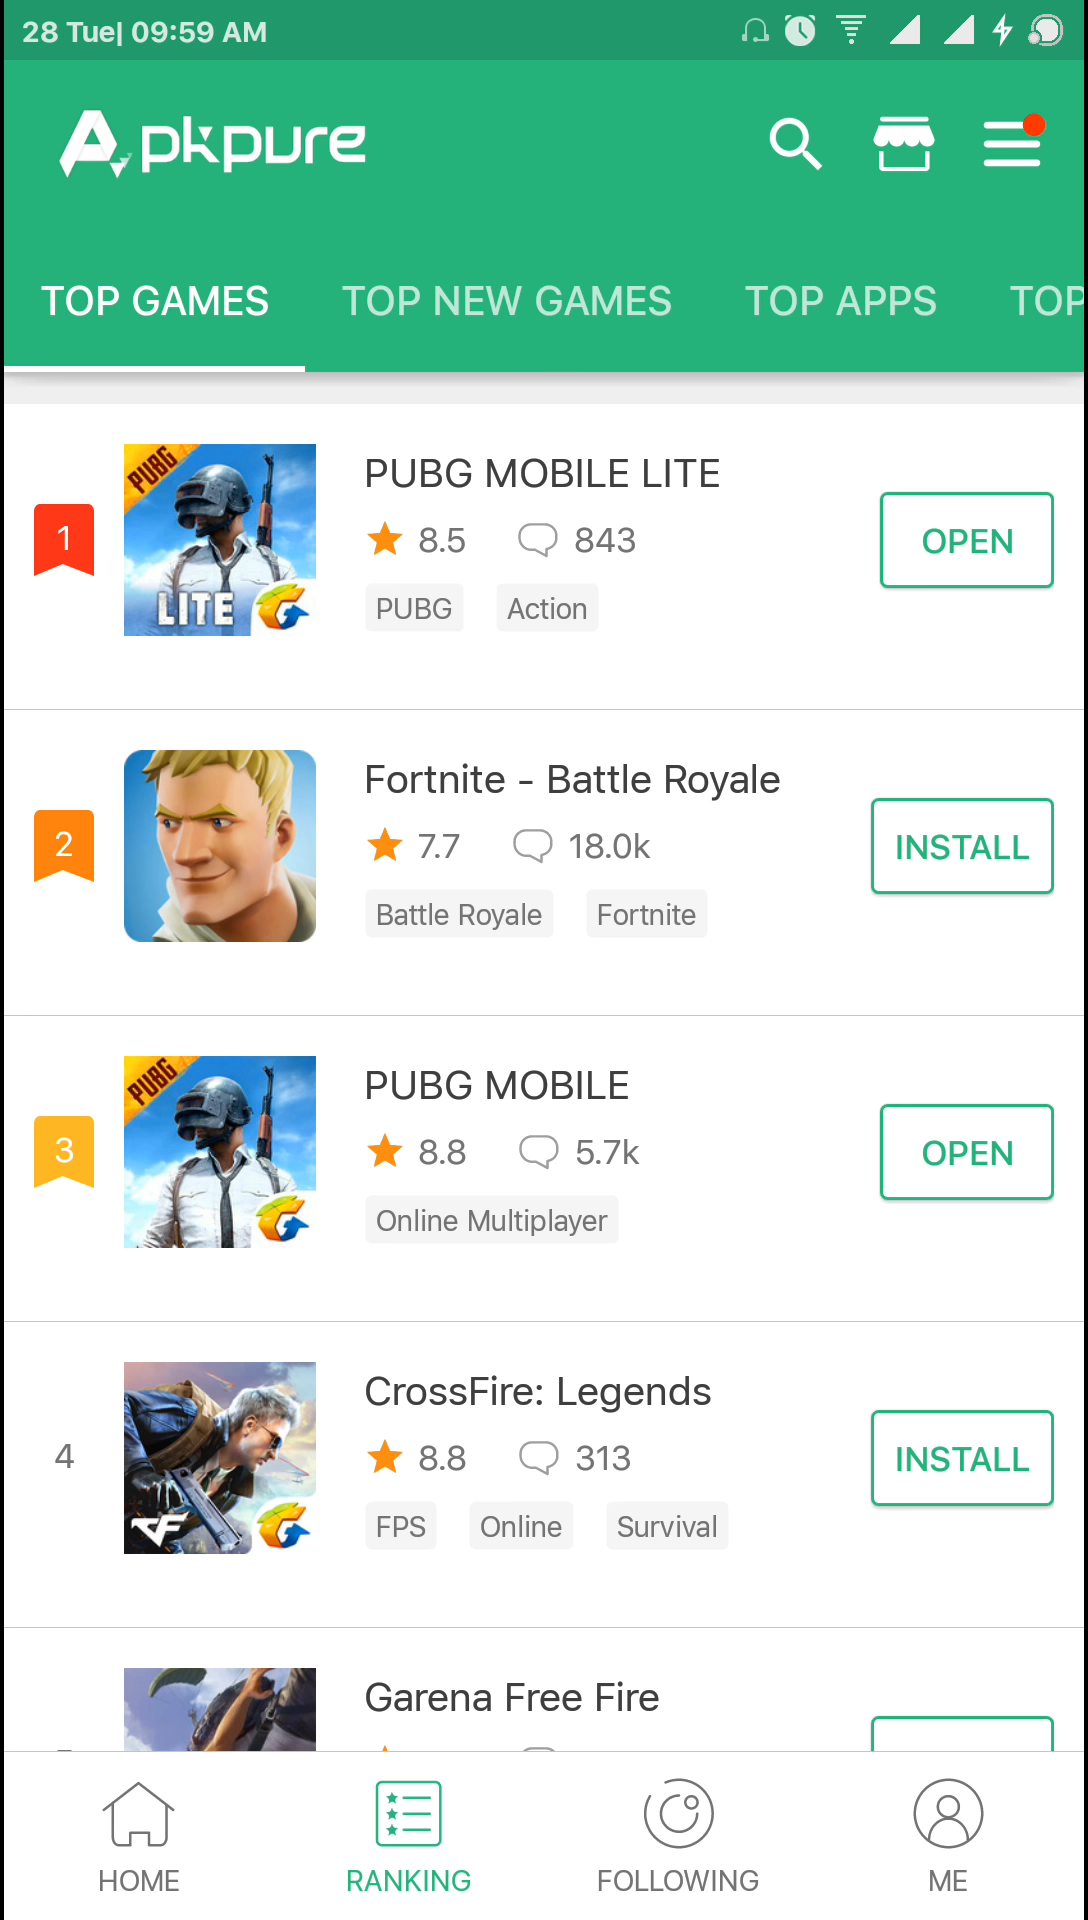 28 Tue| 09:59 AM
Apkpure
TOP GAMES TOP NEW GAMES TOP APPS TOP
1
PUBG
LITE
PUBG MOBILE LITE
8.5 843
PUBG Action
OPEN
2
Fortnite - Battle Royale
7.7 18.0k
Battle Royale Fortnite
INSTALL
3
PUBG
PUBG MOBILE
8.8 5.7k
Online Multiplayer
OPEN
4
CF
CrossFire: Legends
8.8 313
FPS Online Survival
INSTALL
Garena Free Fire
HOME RANKING FOLLOWING ME